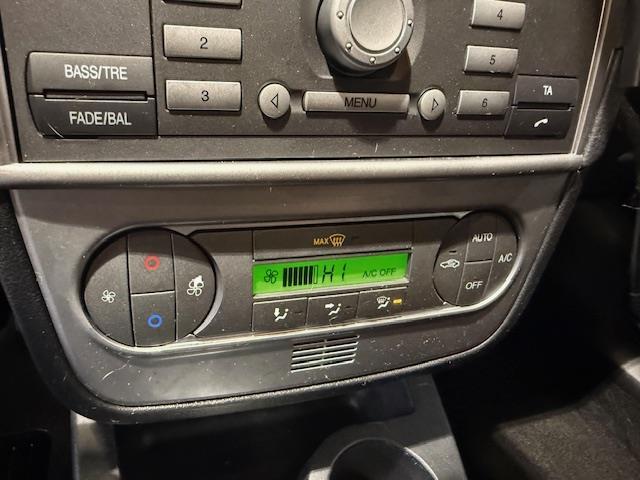 4
2
5
BASS/TRE
TA
3
MENU
6
FADE/BAL
MAX
AUTO
HI A/C OFF
A/C
OFF